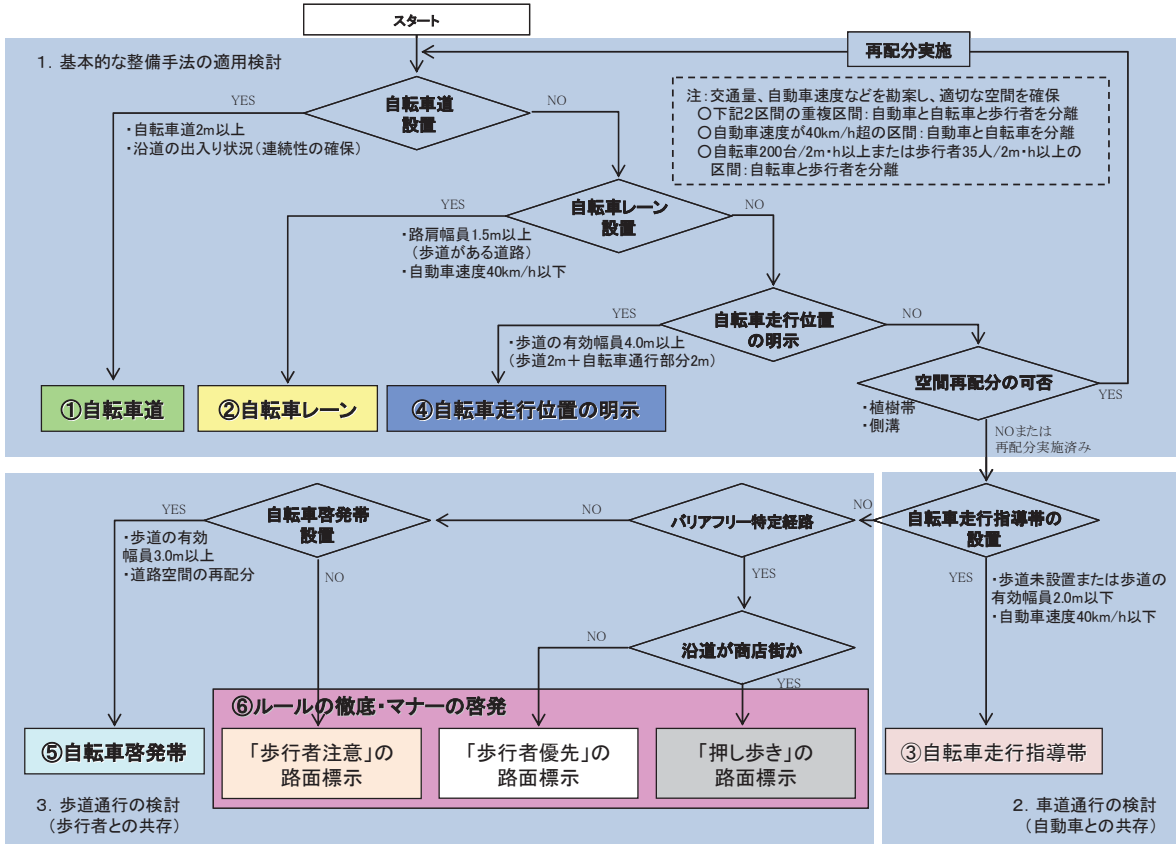 スタート
再配分実施
1．基本的な整備手法の適用検討
YES
自転車道
設置
NO
・自転車道2m以上
・沿道の出入り状況（連続性の確保）
注：交通量、自動車速度などを勘案し、適切な空間を確保
○下記2区間の重複区間：自動車と自転車と歩行者を分離
○自動車速度が40km/h超の区間：自動車と自転車を分離
○自転車200台/2m・h以上または歩行者35人/2m・h以上の
区間：自転車と歩行者を分離
YES
自転車レーン
設置
NO
・路肩幅員1.5m以上
（歩道がある道路）
・自動車速度40km/h以下
YES
自転車走行位置
の明示
NO
・歩道の有効幅員4.0m以上
（歩道2m＋自転車通行部分2m）
空間再配分の可否
YES
・植樹帯
・側溝
NOまたは
再配分実施済み
①自転車道
②自転車レーン
④自転車走行位置の明示
YES
自転車啓発帯
設置
NO
バリアフリー特定経路
NO
自転車走行指導帯の
設置
・歩道の有効
幅員3.0m以上
・道路空間の再配分
NO
YES
YES
・歩道未設置または歩道の
有効幅員2.0m以下
・自動車速度40km/h以下
NO
沿道が商店街か
YES
⑥ルールの徹底・マナーの啓発
⑤自転車啓発帯
「歩行者注意」の
路面標示
「歩行者優先」の
路面標示
「押し歩き」の
路面標示
③自転車走行指導帯
3．歩道通行の検討
（歩行者との共存）
2．車道通行の検討
（自動車との共存）